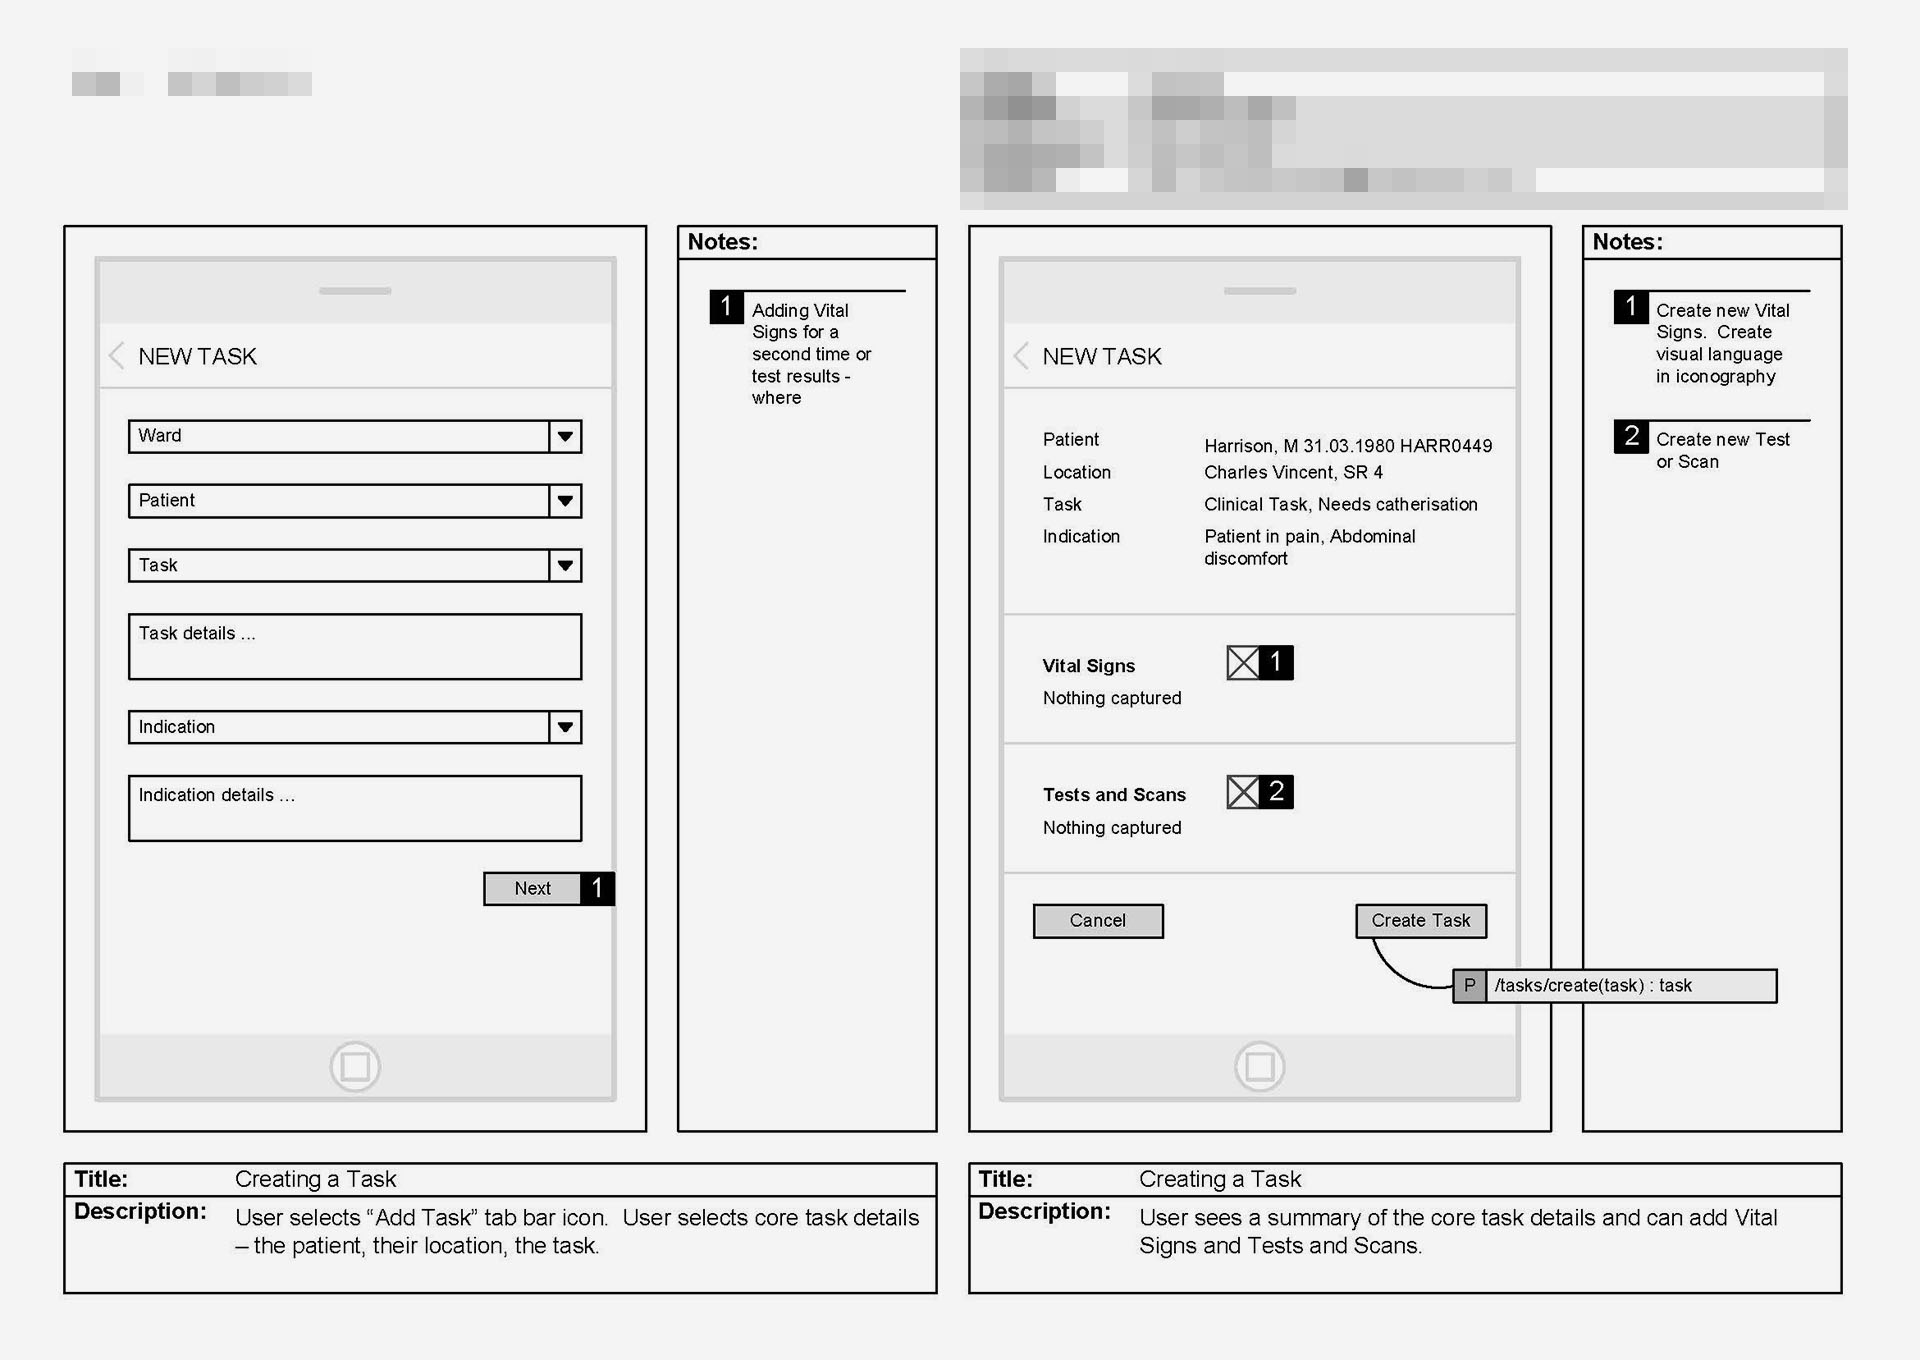 NEW TASK
Ward
Patient
Task
Task details ...
Indication
Indication details ...
Next 1
Notes:
1 Adding Vital
Signs for a
second time or
test results -
where
Title: Creating a Task
Description: User selects “Add Task” tab bar icon.  User selects core task details
– the patient, their location, the task.
NEW TASK
Patient Harrison, M 31.03.1980 HARR0449
Location Charles Vincent, SR 4
Task Clinical Task, Needs catherisation
Indication Patient in pain, Abdominal
discomfort
Vital Signs 1
Nothing captured
Tests and Scans 2
Nothing captured
Cancel Create Task
P /tasks/create(task) : task
Notes:
1 Create new Vital
Signs.  Create
visual language
in iconography
2 Create new Test
or Scan
Title: Creating a Task
Description: User sees a summary of the core task details and can add Vital
Signs and Tests and Scans.